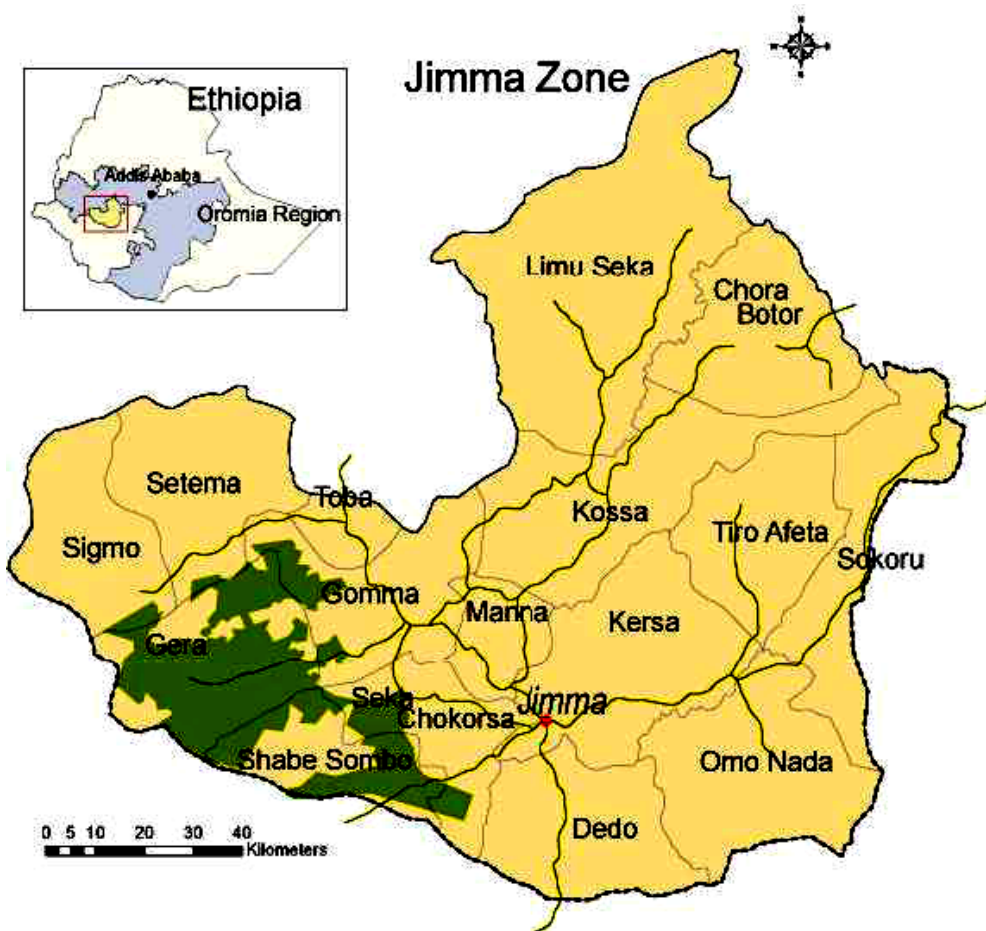 Jimma Zone
Ethiopia
Addis Ababa
Oromia Region
Limu Seka
Chora
Botor
Setema
Toba
Kossa
Sigmo
Tiro Afeta
Sokoru
Gomma
Manna
Kersa
Gera
Seka
Chokorsa
Jimma
Shabe Sombo
Omo Nada
Dedo
0 5 10 20 30 40
Kilometers